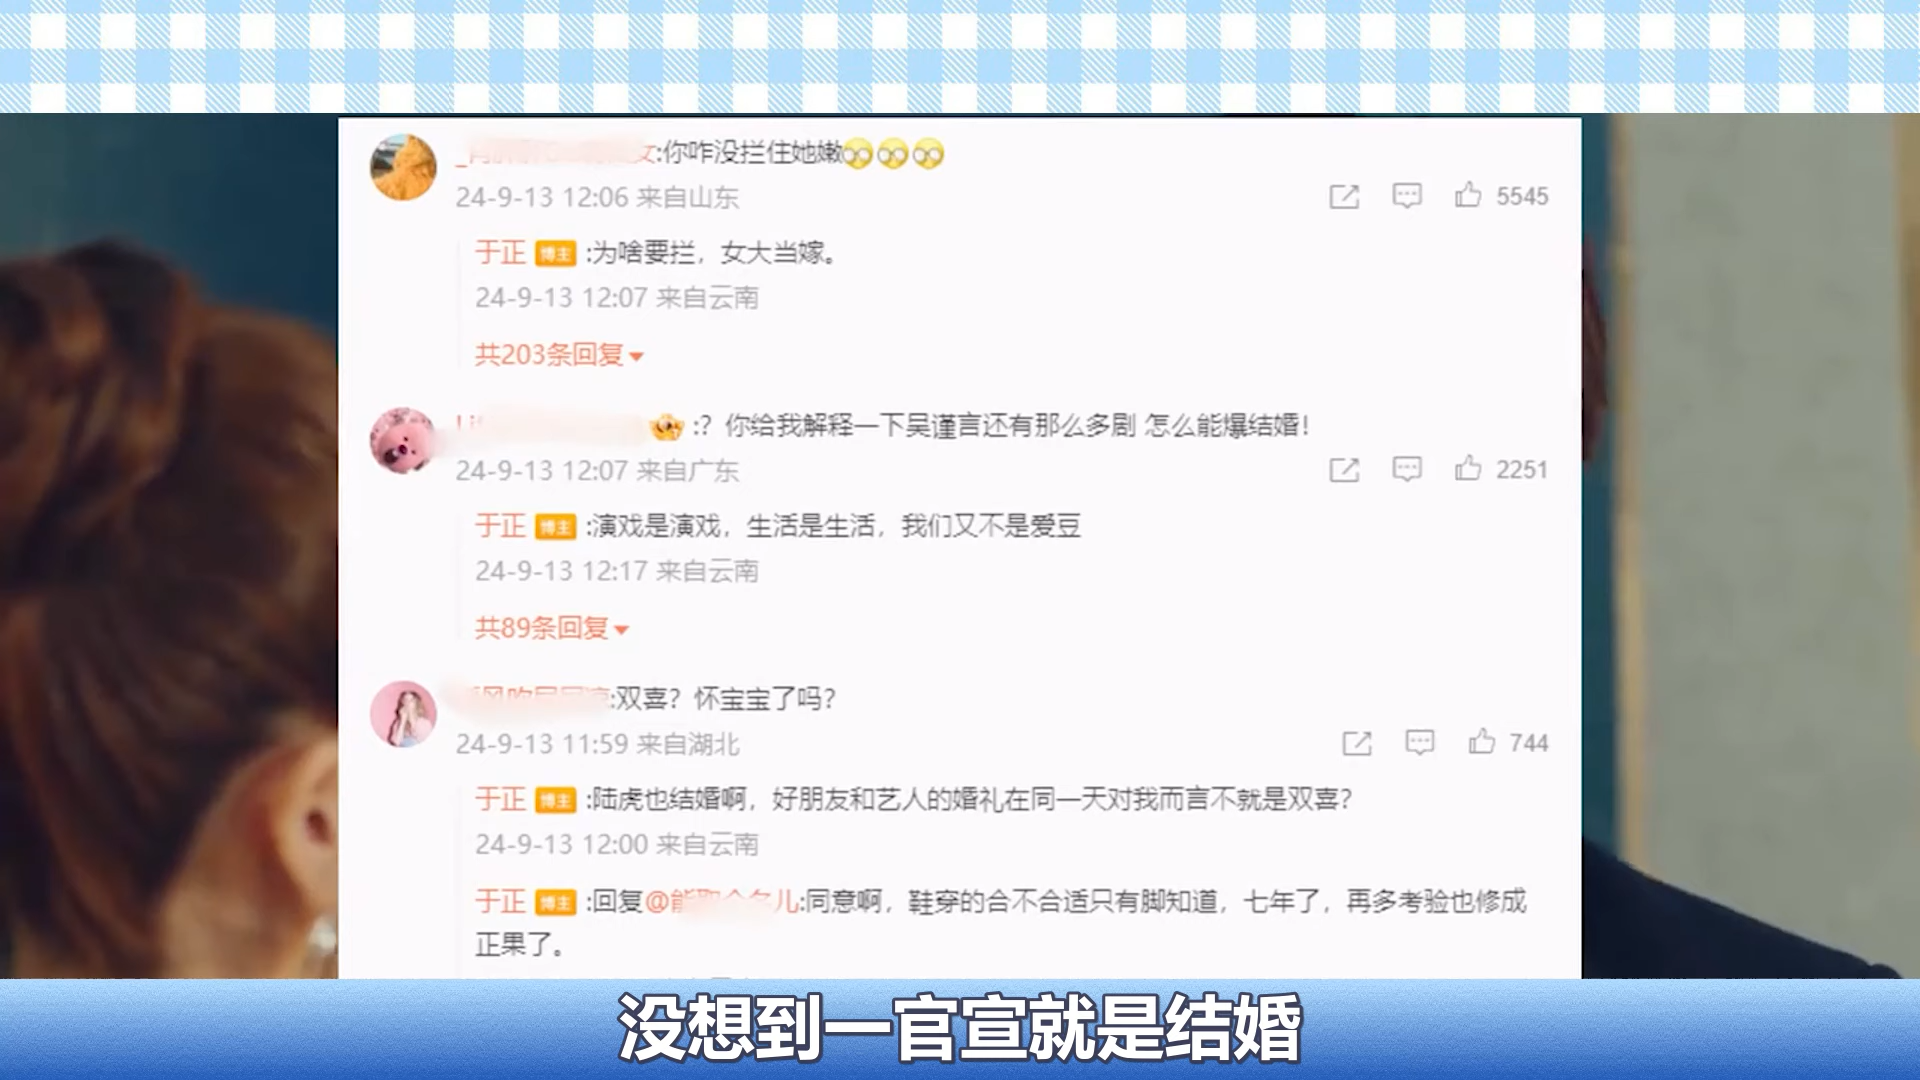 女:你咋没拦住她嫩
24-9-13 12:06 来自山东
5545
于正 博主 :为啥要拦，女大当嫁。
24-9-13 12:07 来自云南
共203条回复
:？你给我解释一下吴谨言还有那么多剧 怎么能爆结婚！
24-9-13 12:07 来自广东
2251
于正 博主 :演戏是演戏，生活是生活，我们又不是爱豆
24-9-13 12:17 来自云南
共89条回复
:双喜？怀宝宝了吗？
24-9-13 11:59 来自湖北
744
于正 博主 :陆虎也结婚啊，好朋友和艺人的婚礼在同一天对我而言不就是双喜？
24-9-13 12:00 来自云南
于正 博主 :回复@ 儿:同意啊，鞋穿的合不合适只有脚知道，七年了，再多考验也修成
正果了。
没想到一官宣就是结婚